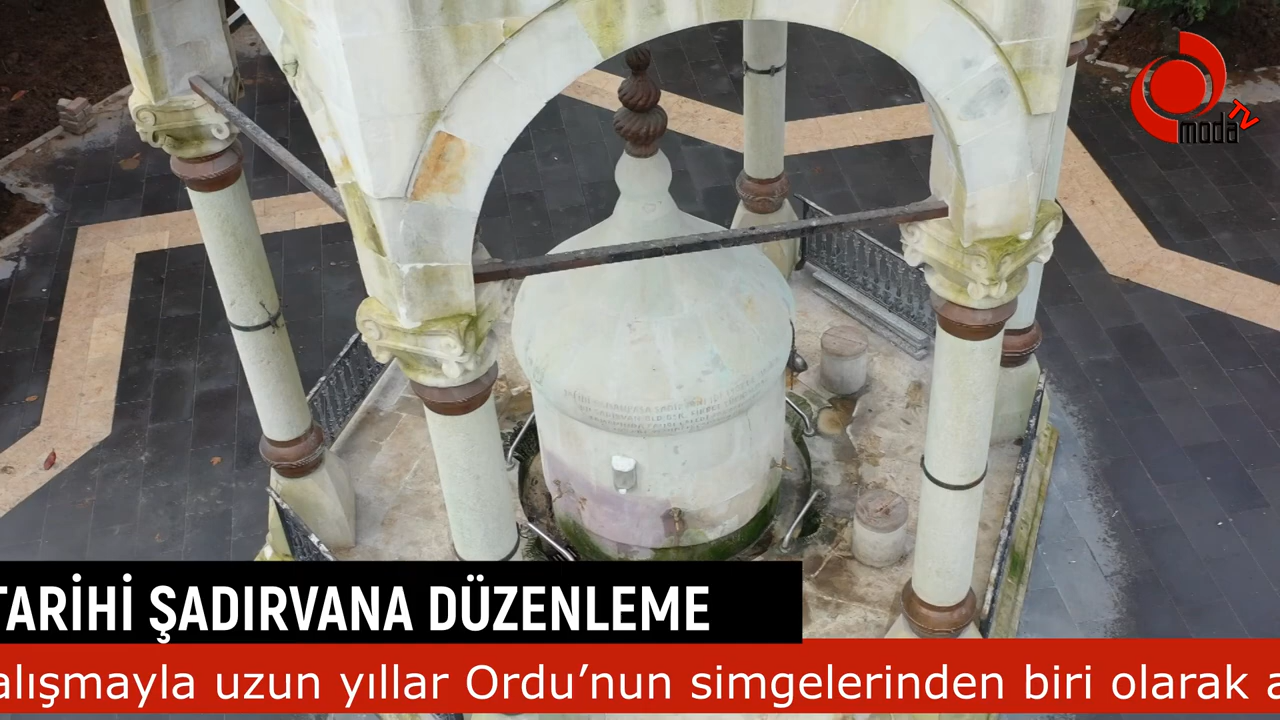 moda TV
TARİHİ ŞADIRVANA DÜZENLEME
alışmayla uzun yıllar Ordu’nun simgelerinden biri olarak a